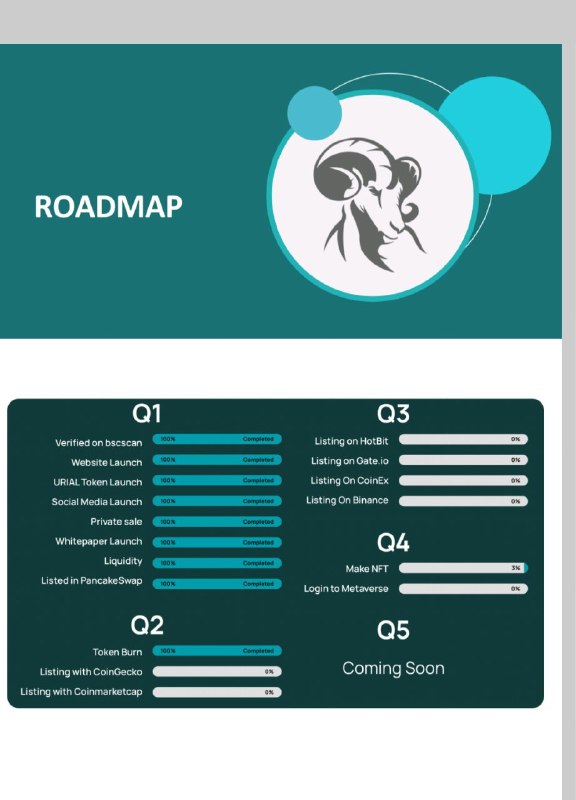 ROADMAP
Q1
Verified on bscscan 100% Completed
Website Launch 100% Completed
URIAL Token Launch 100% Completed
Social Media Launch 100% Completed
Private sale 100% Completed
Whitepaper Launch 100% Completed
Liquidity 100% Completed
Listed in PancakeSwap 100% Completed
Q2
Token Burn 100% Completed
Listing with CoinGecko 0%
Listing with Coinmarketcap 0%
Q3
Listing on HotBit 0%
Listing on Gate.io 0%
Listing On CoinEx 0%
Listing On Binance 0%
Q4
Make NFT 3%
Login to Metaverse 0%
Q5
Coming Soon